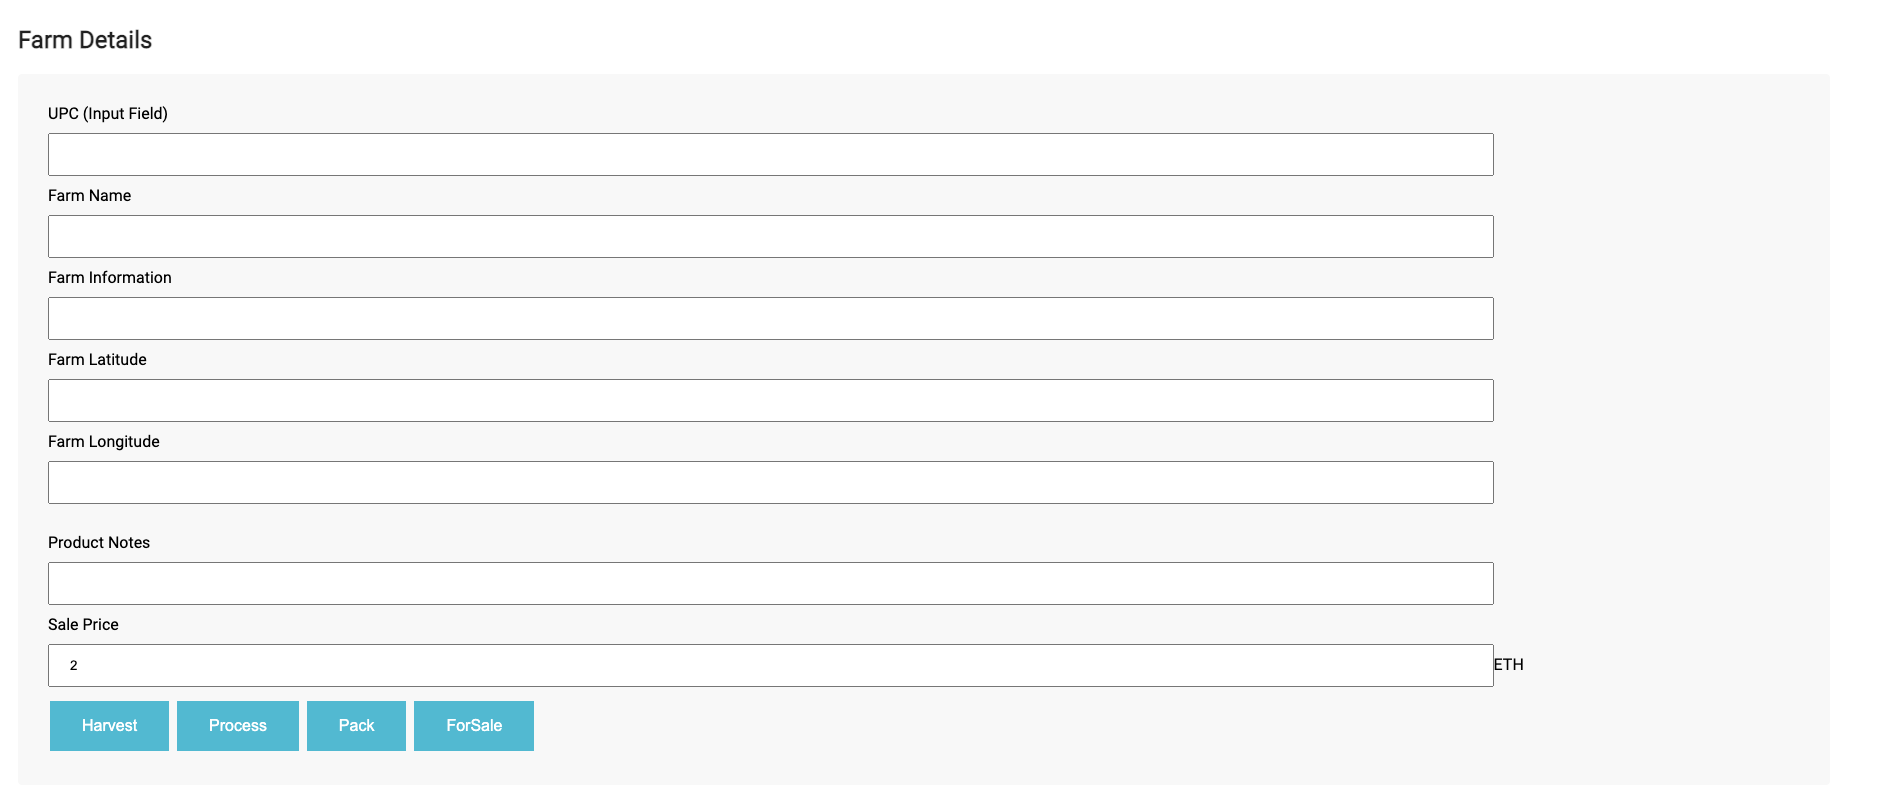 Farm Details
UPC (Input Field)
Farm Name
Farm Information
Farm Latitude
Farm Longitude
Product Notes
Sale Price
2 ETH
Harvest Process Pack ForSale